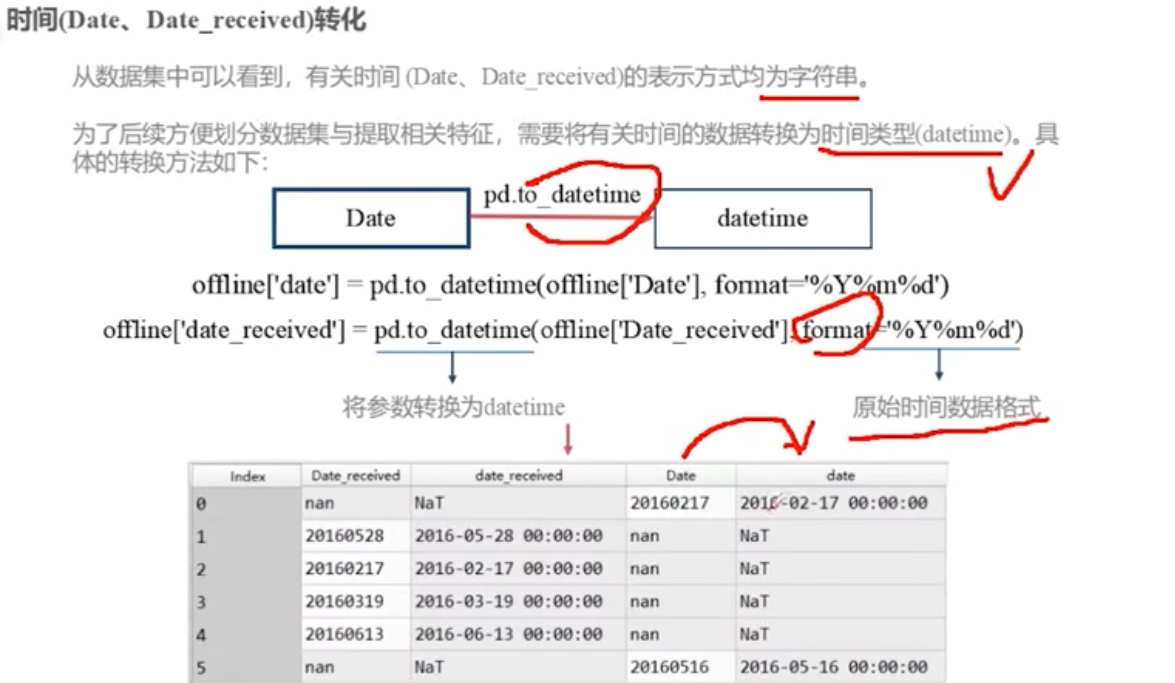 时间(Date、Date_received)转化
从数据集中可以看到，有关时间 (Date、Date_received)的表示方式均为字符串。
为了后续方便划分数据集与提取相关特征，需要将有关时间的数据转换为时间类型(datetime)。具
体的转换方法如下：
Date pd.to_datetime datetime
offline['date'] = pd.to_datetime(offline['Date'], format='%Y%m%d')
offline['date_received'] = pd.to_datetime(offline['Date_received'], format='%Y%m%d')
将参数转换为datetime 原始时间数据格式
Index Date_received date_received Date date
0 nan NaT 20160217 2016-02-17 00:00:00
1 20160528 2016-05-28 00:00:00 nan NaT
2 20160217 2016-02-17 00:00:00 nan NaT
3 20160319 2016-03-19 00:00:00 nan NaT
4 20160613 2016-06-13 00:00:00 nan NaT
5 nan NaT 20160516 2016-05-16 00:00:00